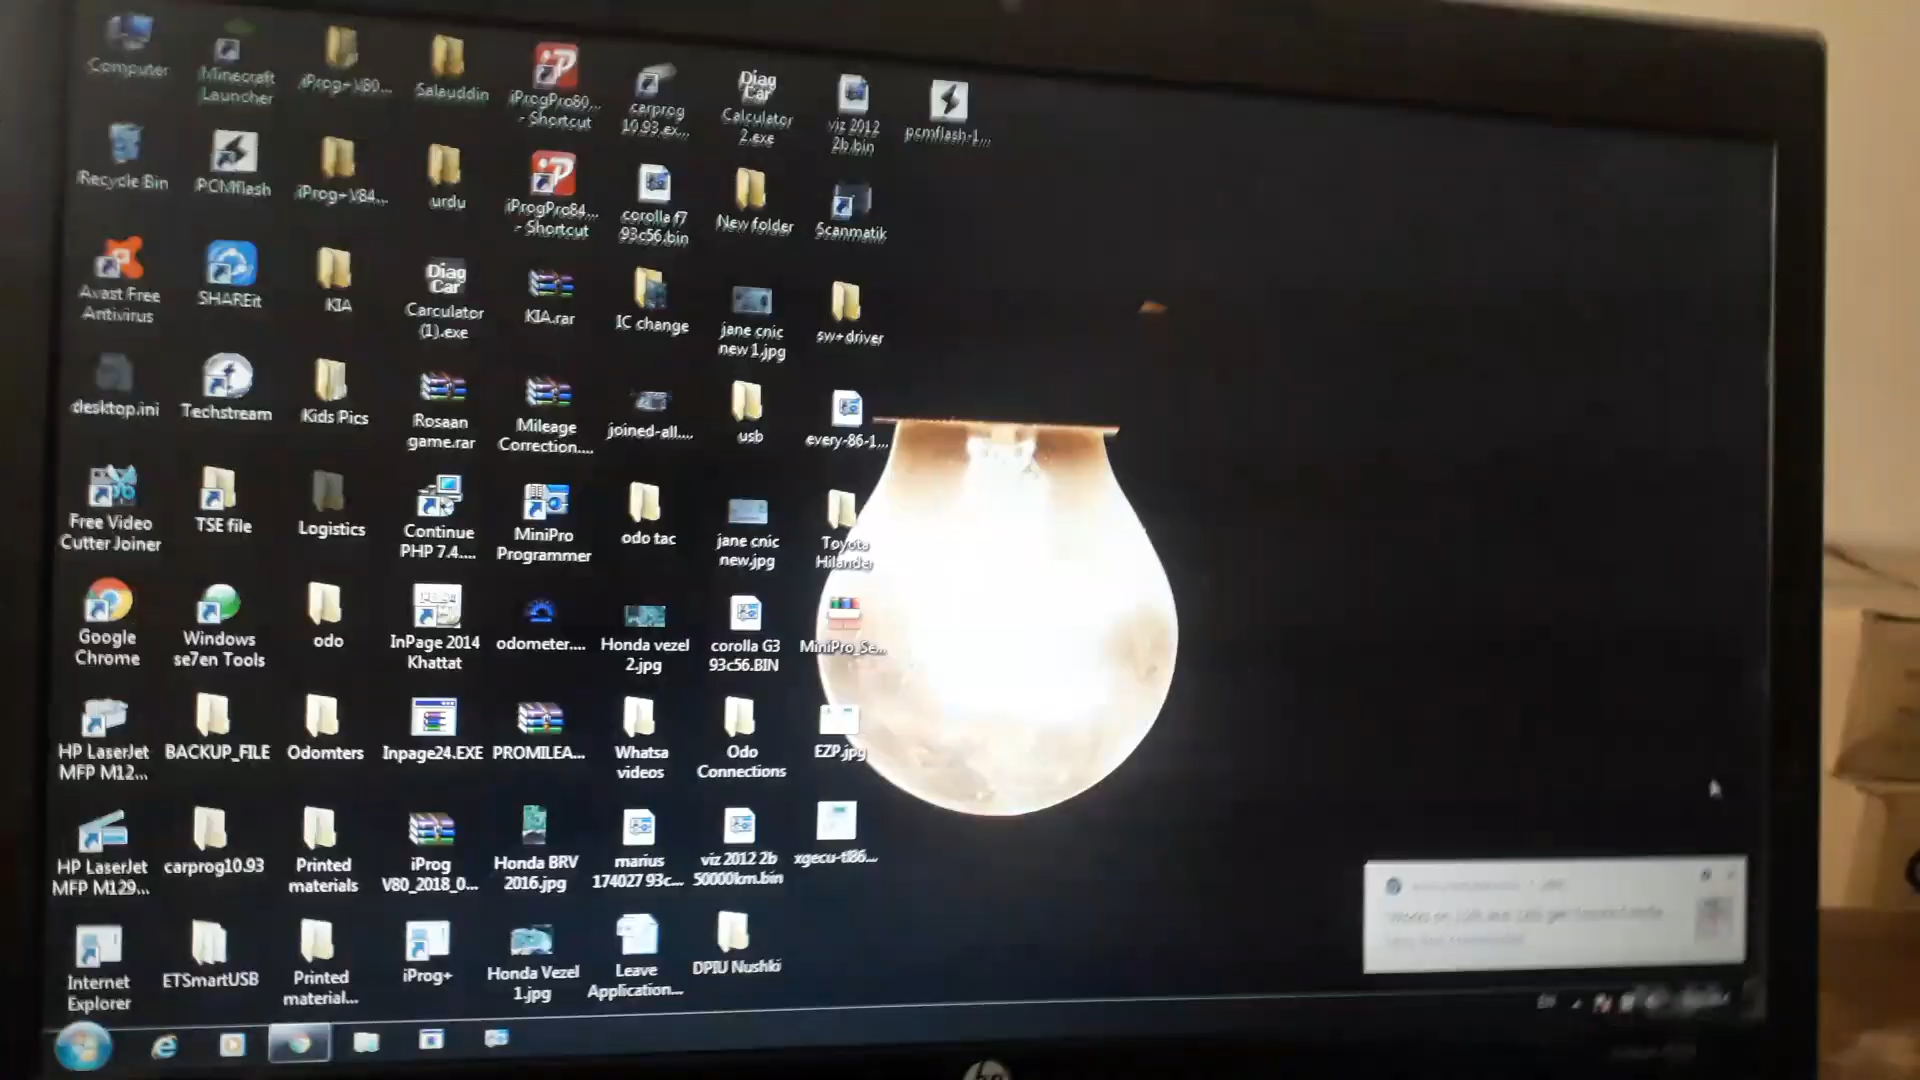 Computer
Minecraft
Launcher
iProg+V80...
Salauddin
iProgPro80...
- Shortcut
carprog
10.93.ex...
Diag
Car
Calculator
2.exe
viz 2012
2b.bin
pcmflash-1...
Recycle Bin
PCMflash
iProg+V84...
urdu
iProgPro84...
- Shortcut
corolla f7
93c56.bin
New folder
Scanmatik
Avast Free
Antivirus
SHAREit
KIA
Diag
Car
Carculator
(1).exe
KIA.rar
IC change
jane cnic
new 1.jpg
sw+driver
desktop.ini
Techstream
Kids Pics
Rosaan
game.rar
Mileage
Correction....
joined-all....
usb
every-86-1...
Free Video
Cutter Joiner
TSE file
Logistics
Continue
PHP 7.4....
MiniPro
Programmer
odo tac
jane cnic
new.jpg
Toyota
Hilander
Google
Chrome
Windows
se7en Tools
odo
InPage 2014
Khattat
odometer....
Honda vezel
2.jpg
corolla G3
93c56.BIN
MiniPro_Se...
HP LaserJet
MFP M12...
BACKUP_FILE
Odomters
Inpage24.EXE
PROMILEA...
Whatsa
videos
Odo
Connections
EZP.jpg
HP LaserJet
MFP M129...
carprog10.93
Printed
materials
iProg
V80_2018_0...
Honda BRV
2016.jpg
marius
174027 93c...
viz 2012 2b
50000km.bin
xgecu-tl86...
Internet
Explorer
ETSmartUSB
Printed
material...
iProg+
Honda Vezel
1.jpg
Leave
Application...
DPIU Nushki
EN
hp